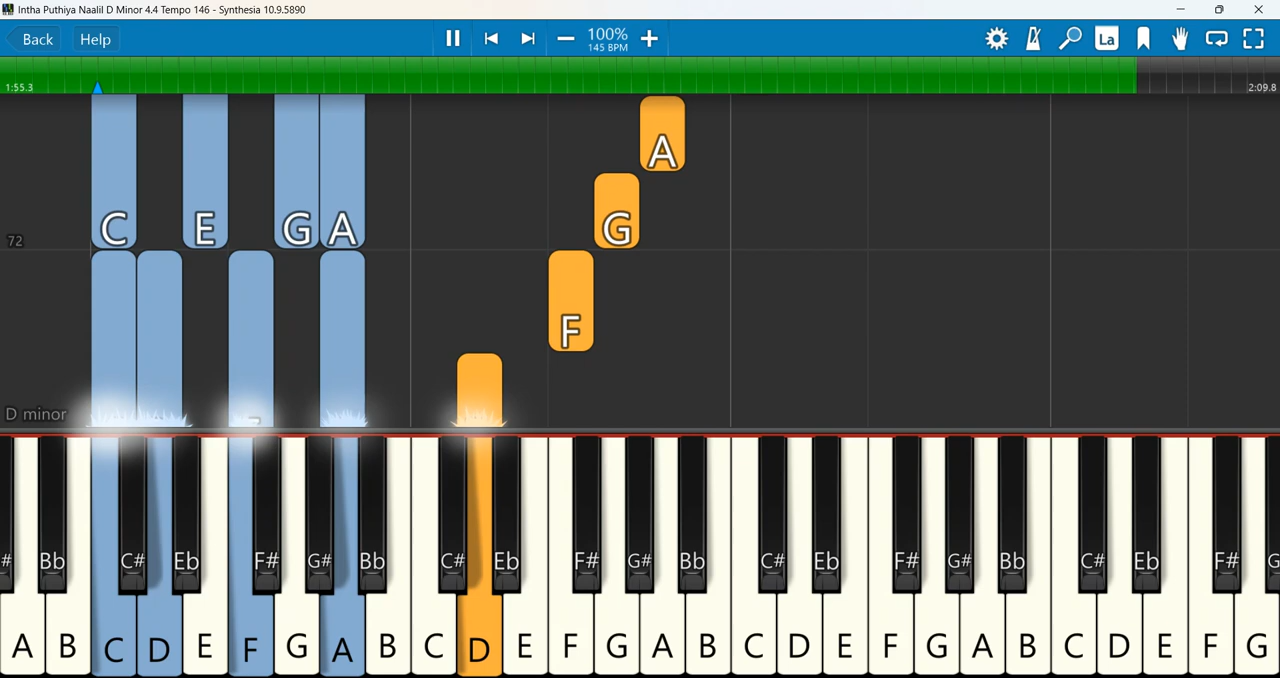 Intha Puthiya Naalil D Minor 4.4 Tempo 146 - Synthesia 10.9.5890
Back Help 100% La
145 BPM
1:55.3 2:09.8
A
C E G A G
72
F
D minor
# Bb C# Eb F# G# Bb C# Eb F# G# Bb C# Eb F# G# Bb C# Eb F# G
A B C D E F G A B C D E F G A B C D E F G A B C D E F G